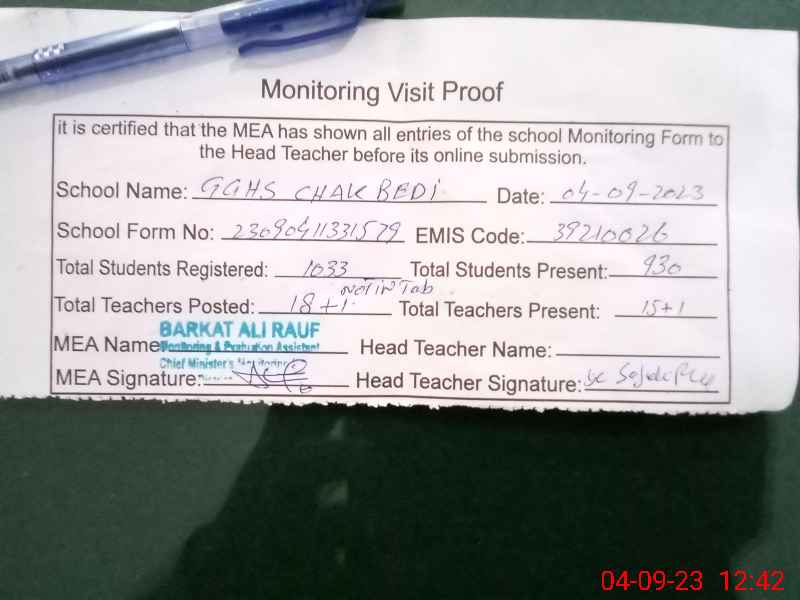 Monitoring Visit Proof
it is certified that the MEA has shown all entries of the school Monitoring Form to
the Head Teacher before its online submission.
School Name: GGHS CHAK BEDI Date: 04-09-2023
School Form No: 23090411331579 EMIS Code: 39210026
Total Students Registered: 1033 Total Students Present: 930
Not in Tab
Total Teachers Posted: 18+1 Total Teachers Present: 15+1
BARKAT ALI RAUF
MEA Name Monitoring & Evaluation Assistant Head Teacher Name:
Chief Minister's Monitoring
MEA Signature: Head Teacher Signature:
04-09-23 12:42